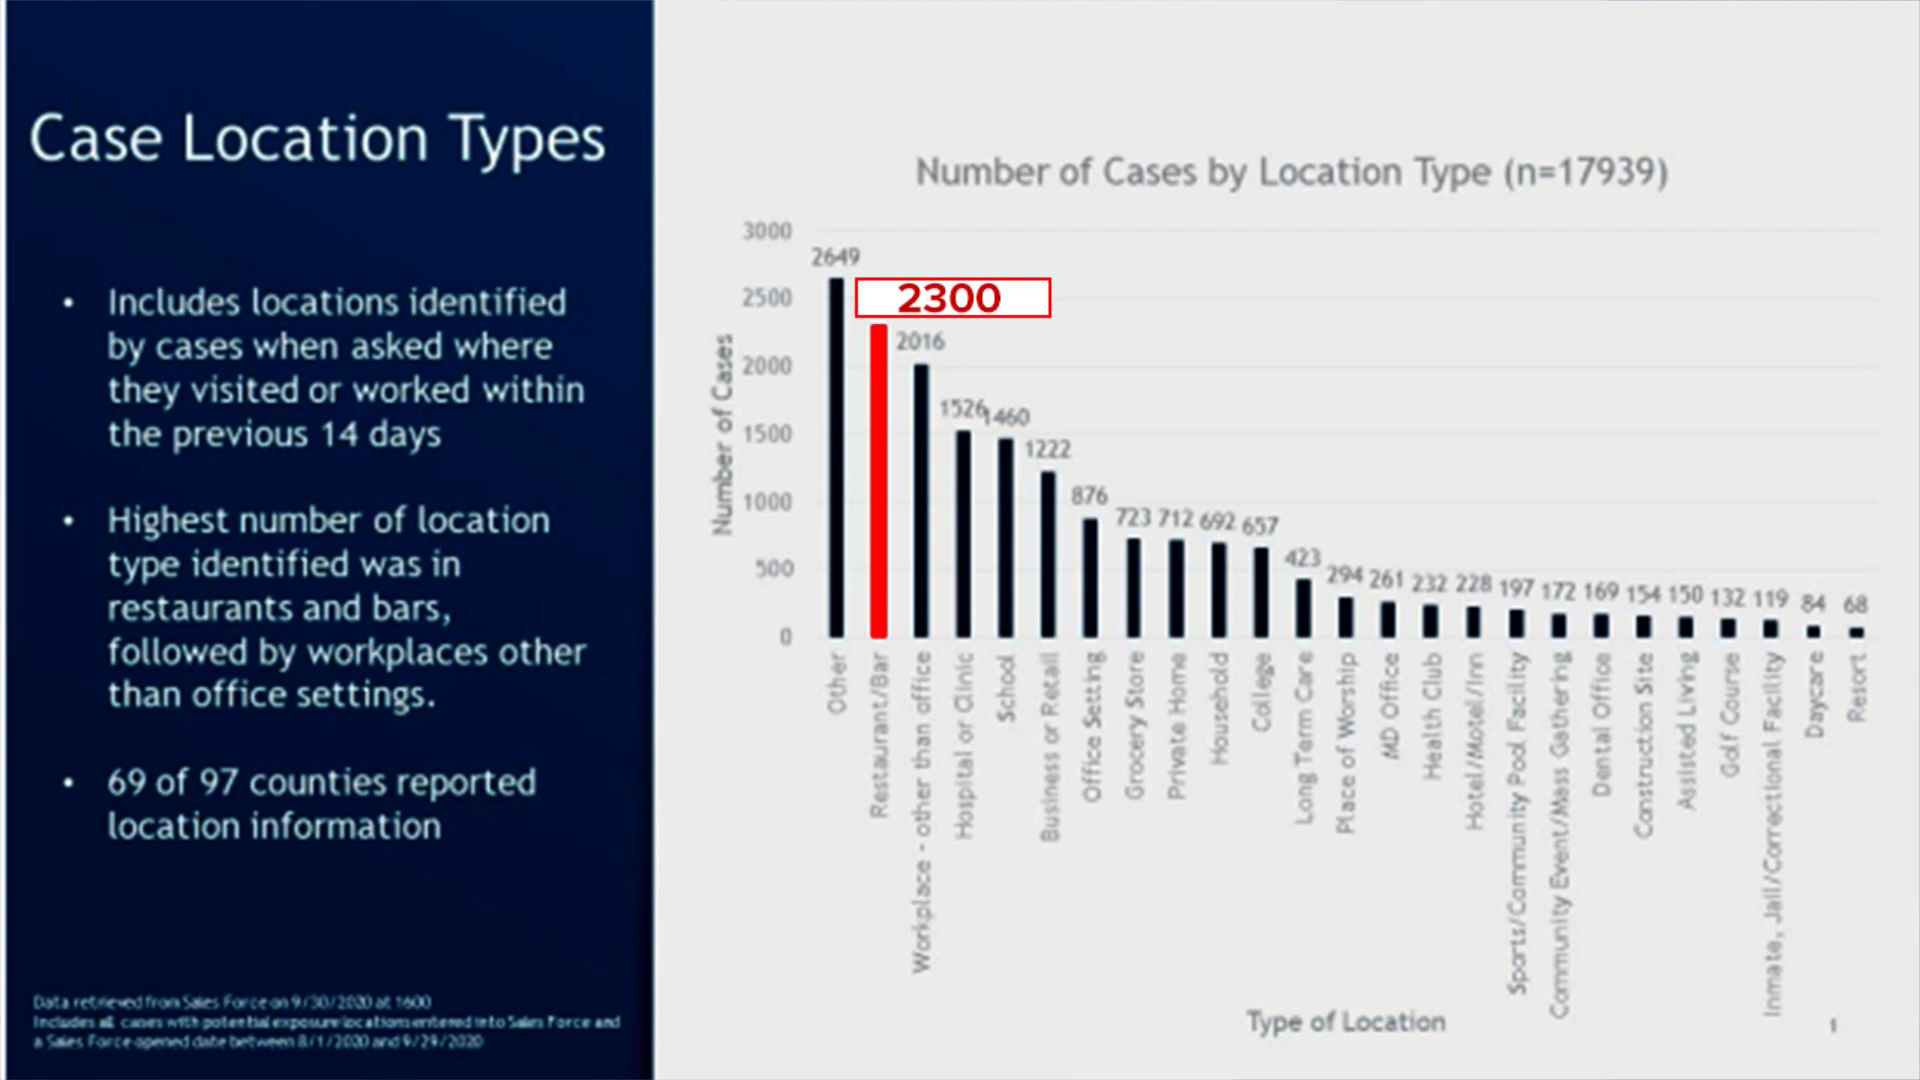 Case Location Types
• Includes locations identified
by cases when asked where
they visited or worked within
the previous 14 days
• Highest number of location
type identified was in
restaurants and bars,
followed by workplaces other
than office settings.
• 69 of 97 counties reported
location information
Data retrieved from Sales Force on 9/30/2020 at 1600
Includes all cases with potential exposure locations entered into Sales Force and
a Sales Force opened date between 8/1/2020 and 9/29/2020
Number of Cases by Location Type (n=17939)
Number of Cases
3000
2500
2000
1500
1000
500
0
2649
2300
2016
1526
1460
1222
876
723
712
692
657
423
294
261
232
228
197
172
169
154
150
132
119
84
68
Other
Restaurant/Bar
Workplace - other than office
Hospital or Clinic
School
Business or Retail
Office Setting
Grocery Store
Private Home
Household
College
Long Term Care
Place of Worship
MD Office
Health Club
Hotel/Motel/Inn
Sports/Community Pool Facility
Community Event/Mass Gathering
Dental Office
Construction Site
Assisted Living
Golf Course
Inmate, Jail/Correctional Facility
Daycare
Resort
Type of Location
1